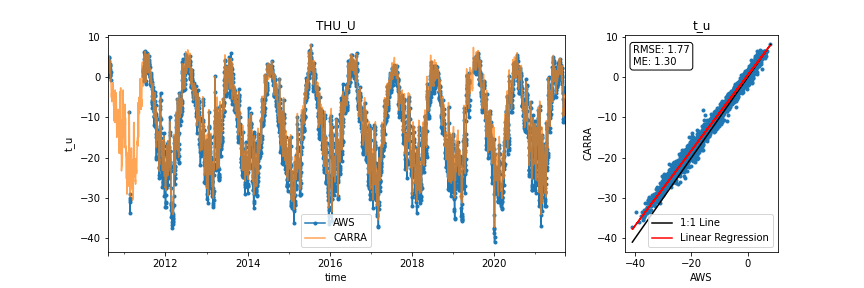 THU_U
t_u
10
0
−10
−20
−30
−40
2012
2014
2016
2018
2020
time
AWS
CARRA
t_u
CARRA
10
0
−10
−20
−30
−40
RMSE: 1.77
ME: 1.30
1:1 Line
Linear Regression
−40
−20
0
AWS